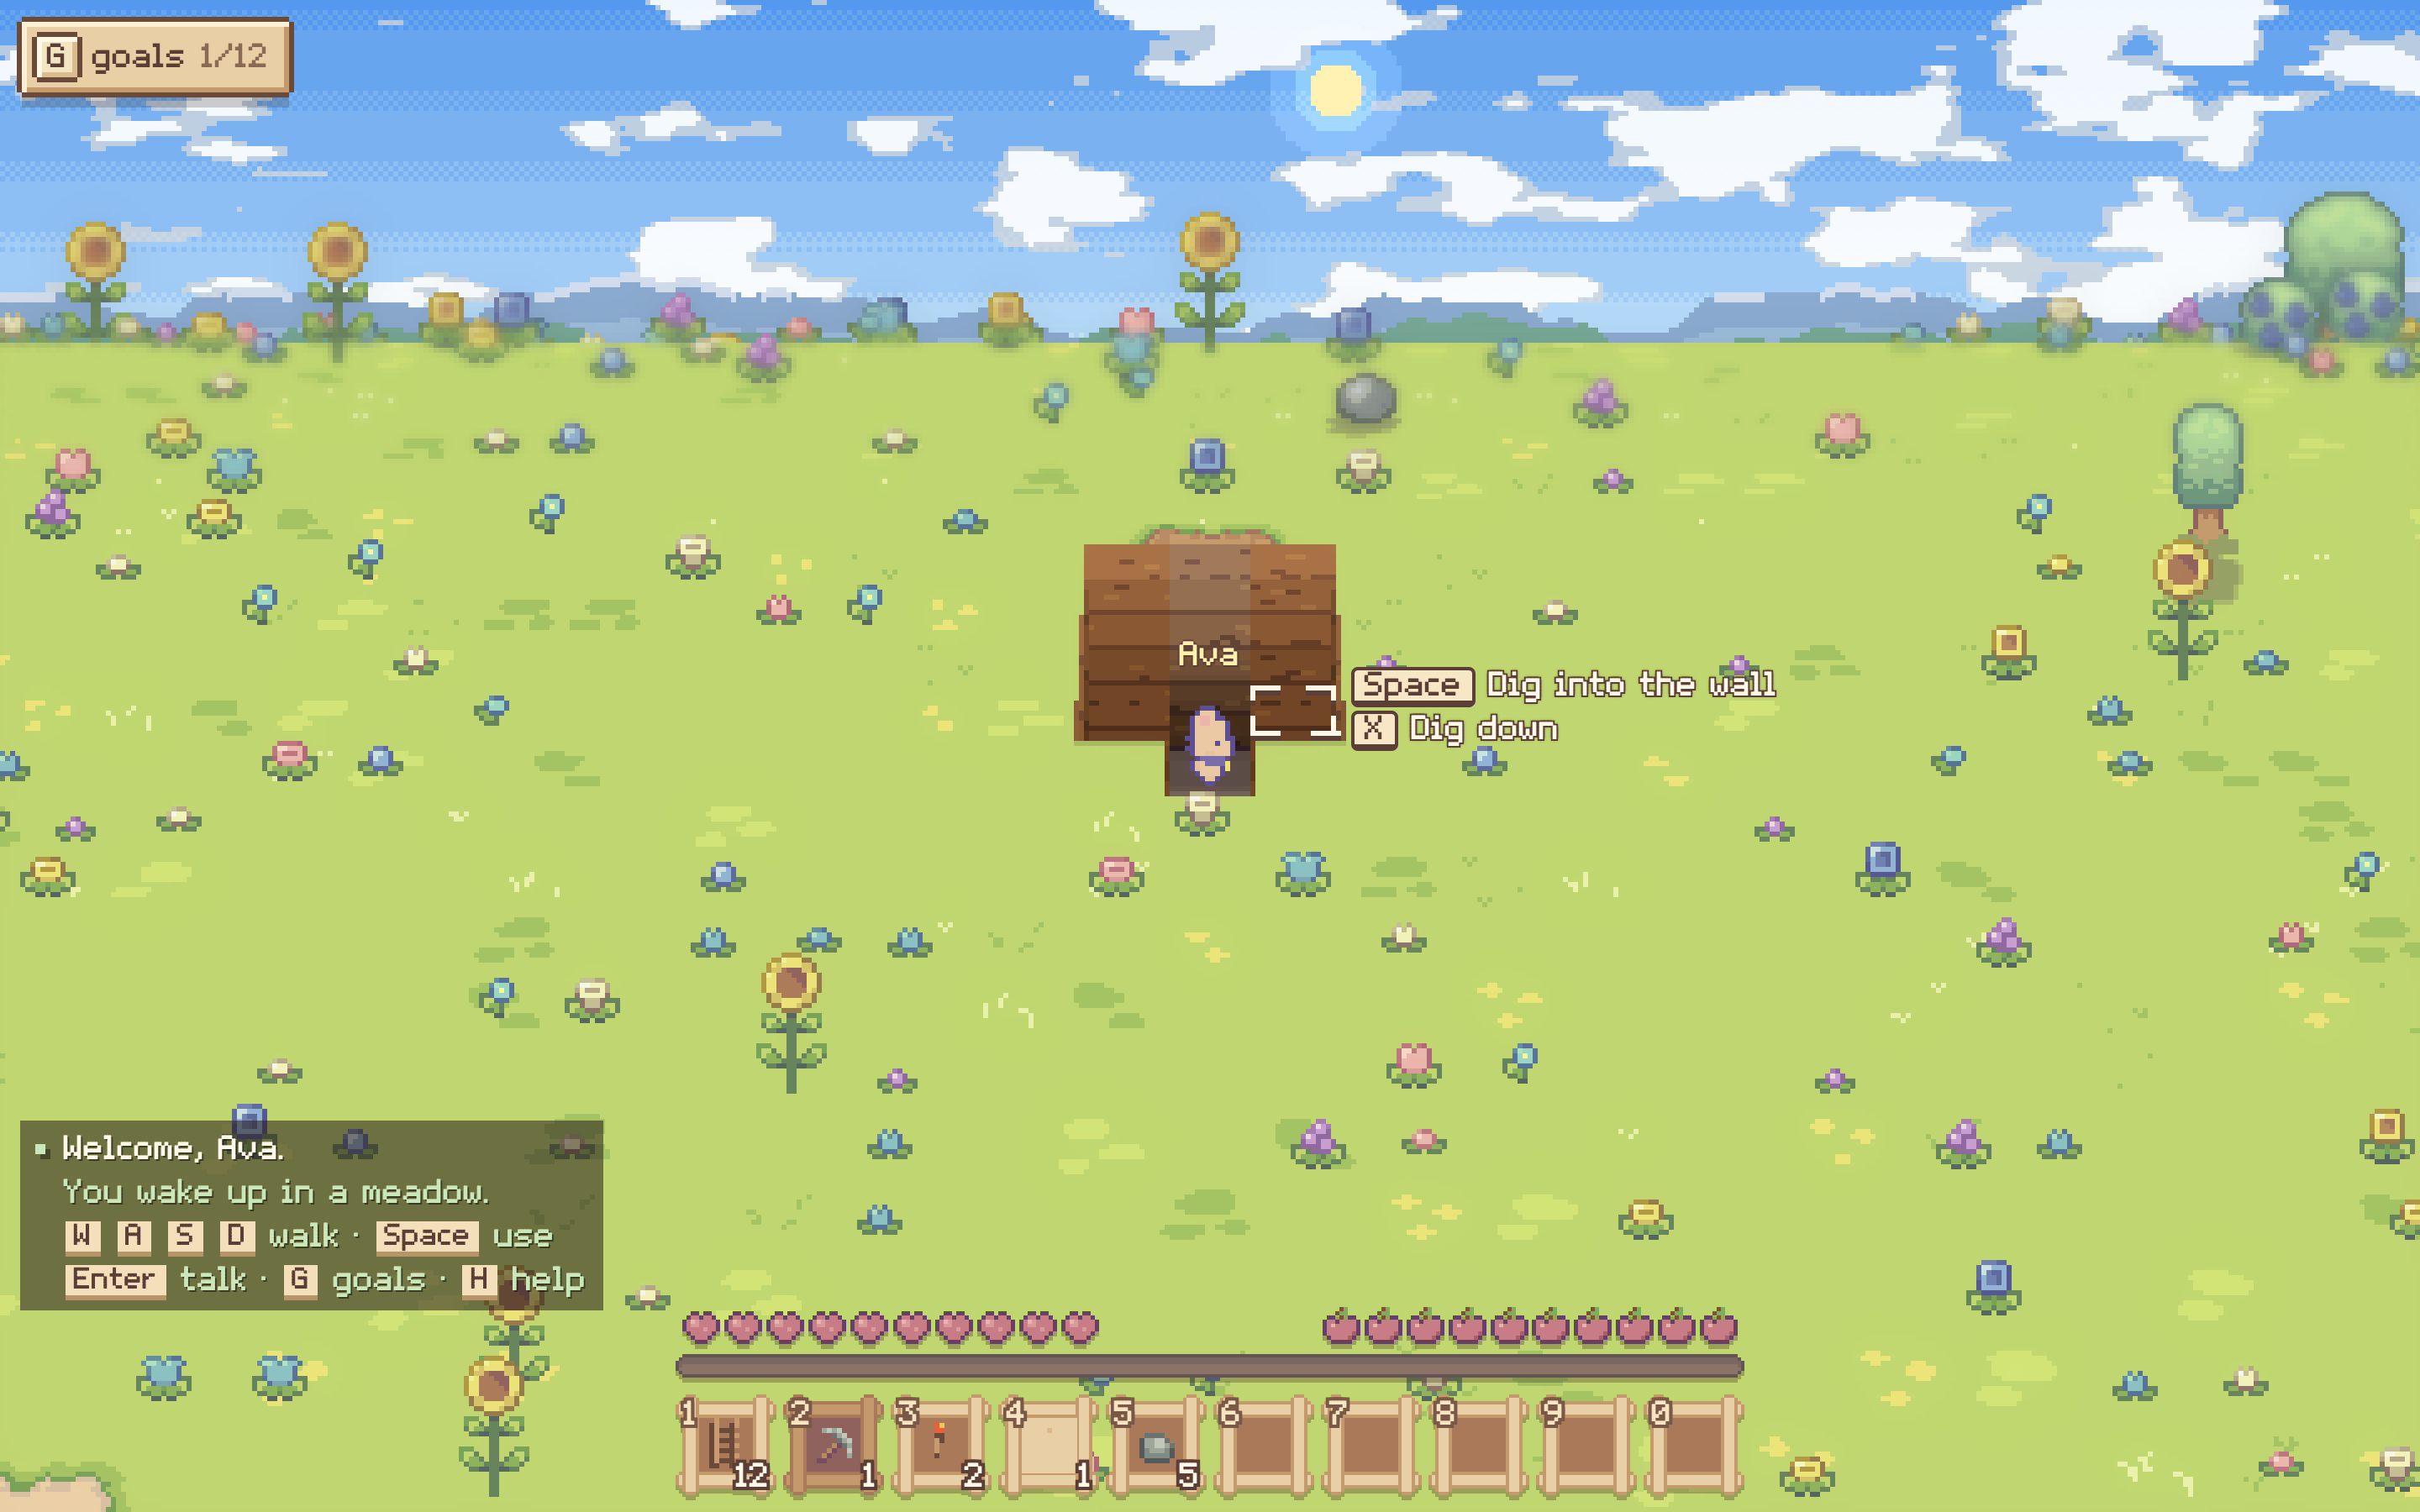 G goals 1/12
Ava
Space Dig into the wall
X Dig down
Welcome, Ava.
You wake up in a meadow.
W A S D walk · Space use
Enter talk · G goals · H help
1 2 3 4 5 6 7 8 9 0
12 1 2 1 5